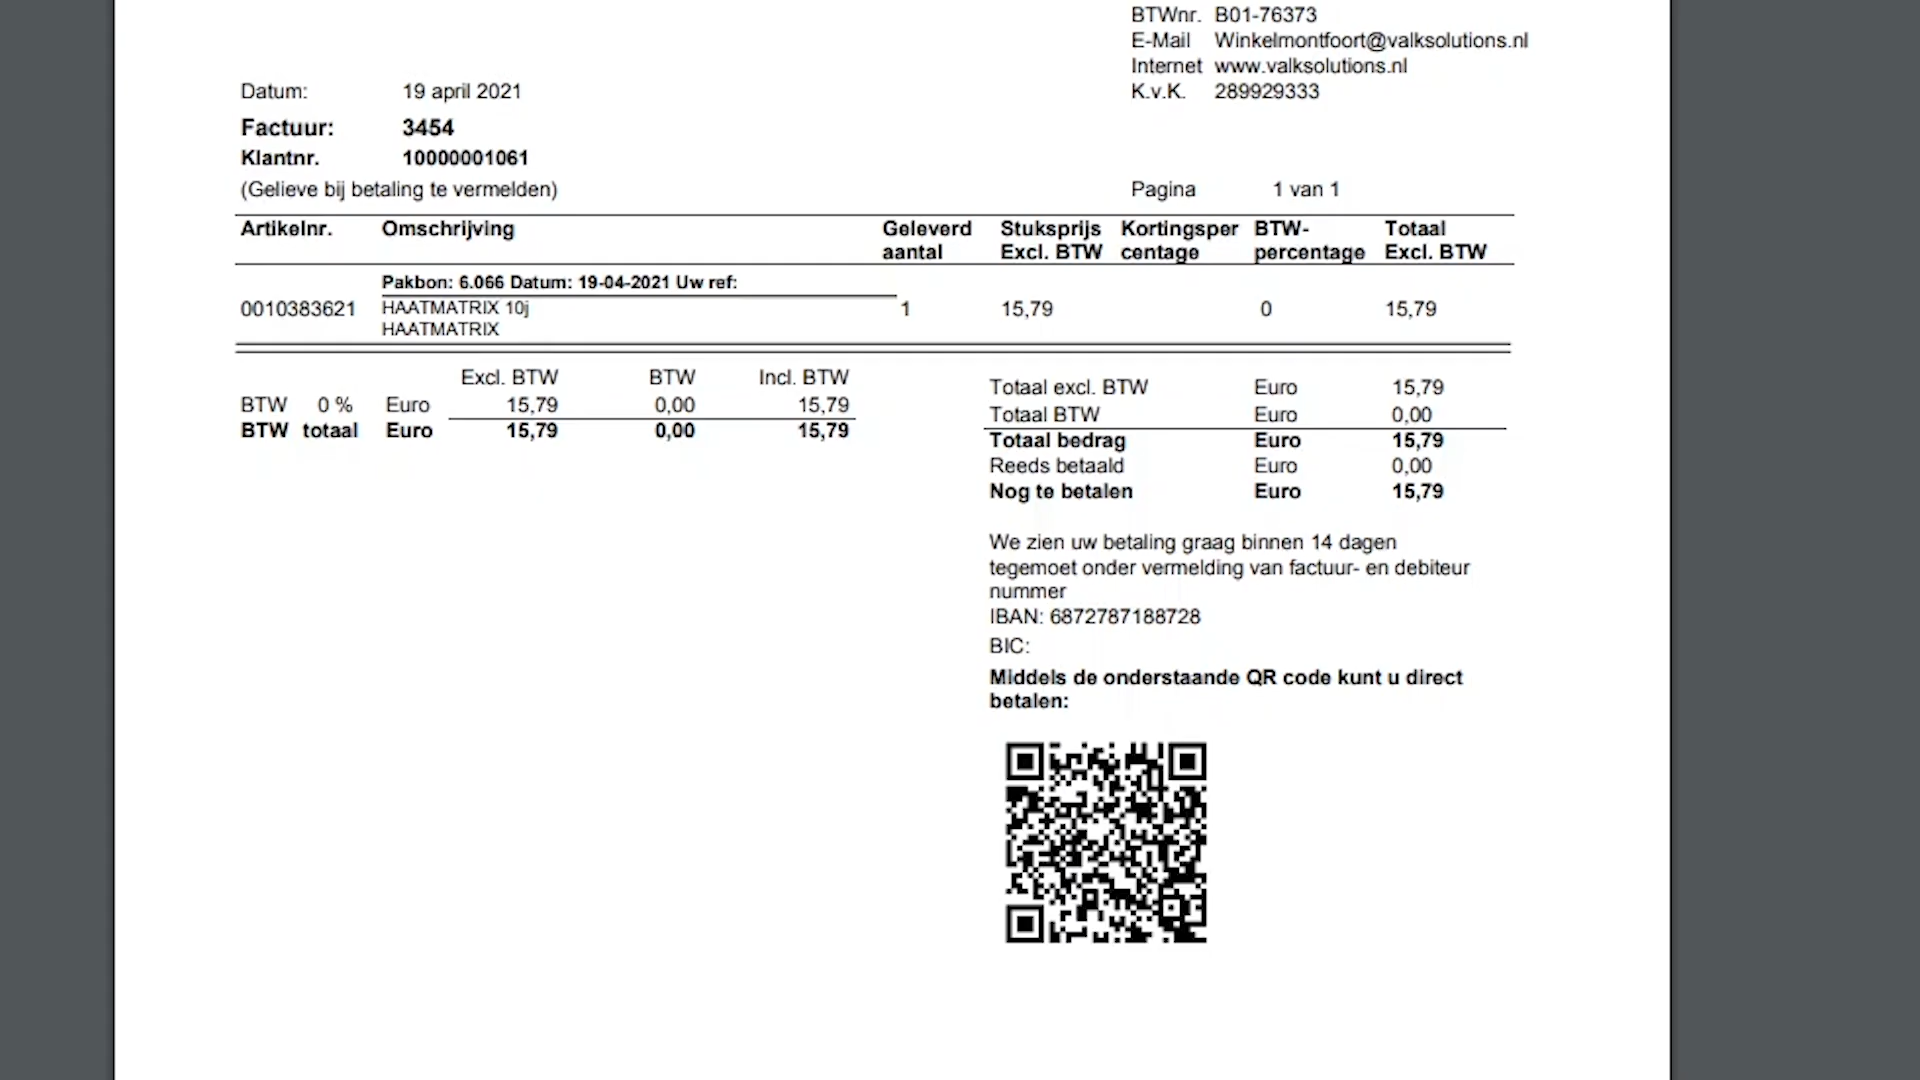 BTWnr. B01-76373
E-Mail Winkelmontfoort@valksolutions.nl
Internet www.valksolutions.nl
Datum: 19 april 2021 K.v.K. 289929333
Factuur: 3454
Klantnr. 10000001061
(Gelieve bij betaling te vermelden) Pagina 1 van 1
Artikelnr. Omschrijving Geleverd aantal Stuksprijs Excl. BTW Kortingsper centage BTW-percentage Totaal Excl. BTW
Pakbon: 6.066 Datum: 19-04-2021 Uw ref:
0010383621 HAATMATRIX 10j 1 15,79 0 15,79
HAATMATRIX
Excl. BTW BTW Incl. BTW
BTW 0 % Euro 15,79 0,00 15,79
BTW totaal Euro 15,79 0,00 15,79
Totaal excl. BTW Euro 15,79
Totaal BTW Euro 0,00
Totaal bedrag Euro 15,79
Reeds betaald Euro 0,00
Nog te betalen Euro 15,79
We zien uw betaling graag binnen 14 dagen
tegemoet onder vermelding van factuur- en debiteur
nummer
IBAN: 6872787188728
BIC:
Middels de onderstaande QR code kunt u direct
betalen: